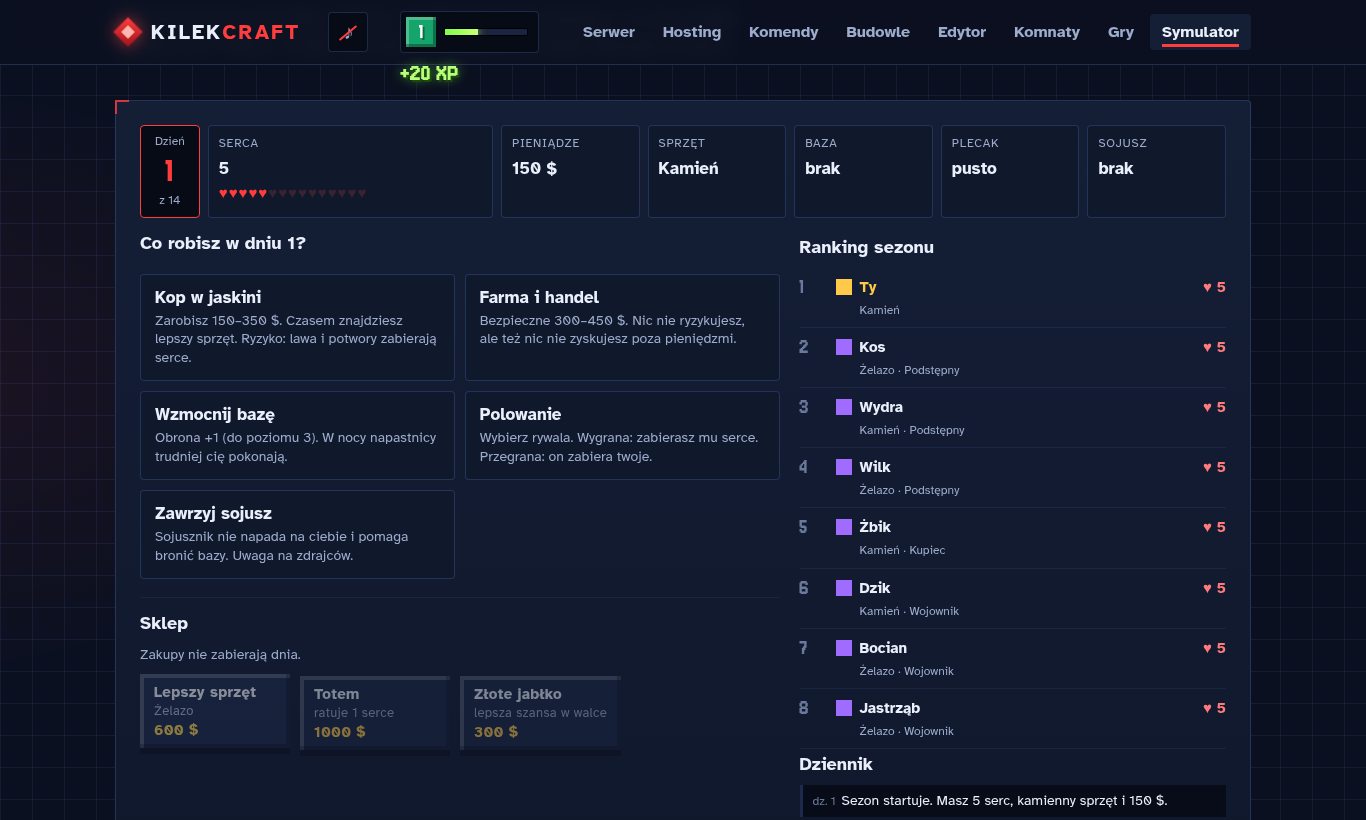 KILEKCRAFT
1
Serwer
Hosting
Komendy
Budowle
Edytor
Komnaty
Gry
Symulator
+20 XP
Dzień
1
z 14
SERCA
5
♥♥♥♥♥♥♥♥♥♥♥♥♥♥♥
PIENIĄDZE
150 $
SPRZĘT
Kamień
BAZA
brak
PLECAK
pusto
SOJUSZ
brak
Co robisz w dniu 1?
Kop w jaskini
Zarobisz 150–350 $. Czasem znajdziesz
lepszy sprzęt. Ryzyko: lawa i potwory zabierają
serce.
Farma i handel
Bezpieczne 300–450 $. Nic nie ryzykujesz,
ale też nic nie zyskujesz poza pieniędzmi.
Wzmocnij bazę
Obrona +1 (do poziomu 3). W nocy napastnicy
trudniej cię pokonają.
Polowanie
Wybierz rywala. Wygrana: zabierasz mu serce.
Przegrana: on zabiera twoje.
Zawrzyj sojusz
Sojusznik nie napada na ciebie i pomaga
bronić bazy. Uwaga na zdrajców.
Sklep
Zakupy nie zabierają dnia.
Lepszy sprzęt
Żelazo
600 $
Totem
ratuje 1 serce
1000 $
Złote jabłko
lepsza szansa w walce
300 $
Ranking sezonu
1 Ty ♥ 5
Kamień
2 Kos ♥ 5
Żelazo · Podstępny
3 Wydra ♥ 5
Kamień · Podstępny
4 Wilk ♥ 5
Żelazo · Podstępny
5 Żbik ♥ 5
Kamień · Kupiec
6 Dzik ♥ 5
Kamień · Wojownik
7 Bocian ♥ 5
Żelazo · Wojownik
8 Jastrząb ♥ 5
Żelazo · Wojownik
Dziennik
dz. 1 Sezon startuje. Masz 5 serc, kamienny sprzęt i 150 $.